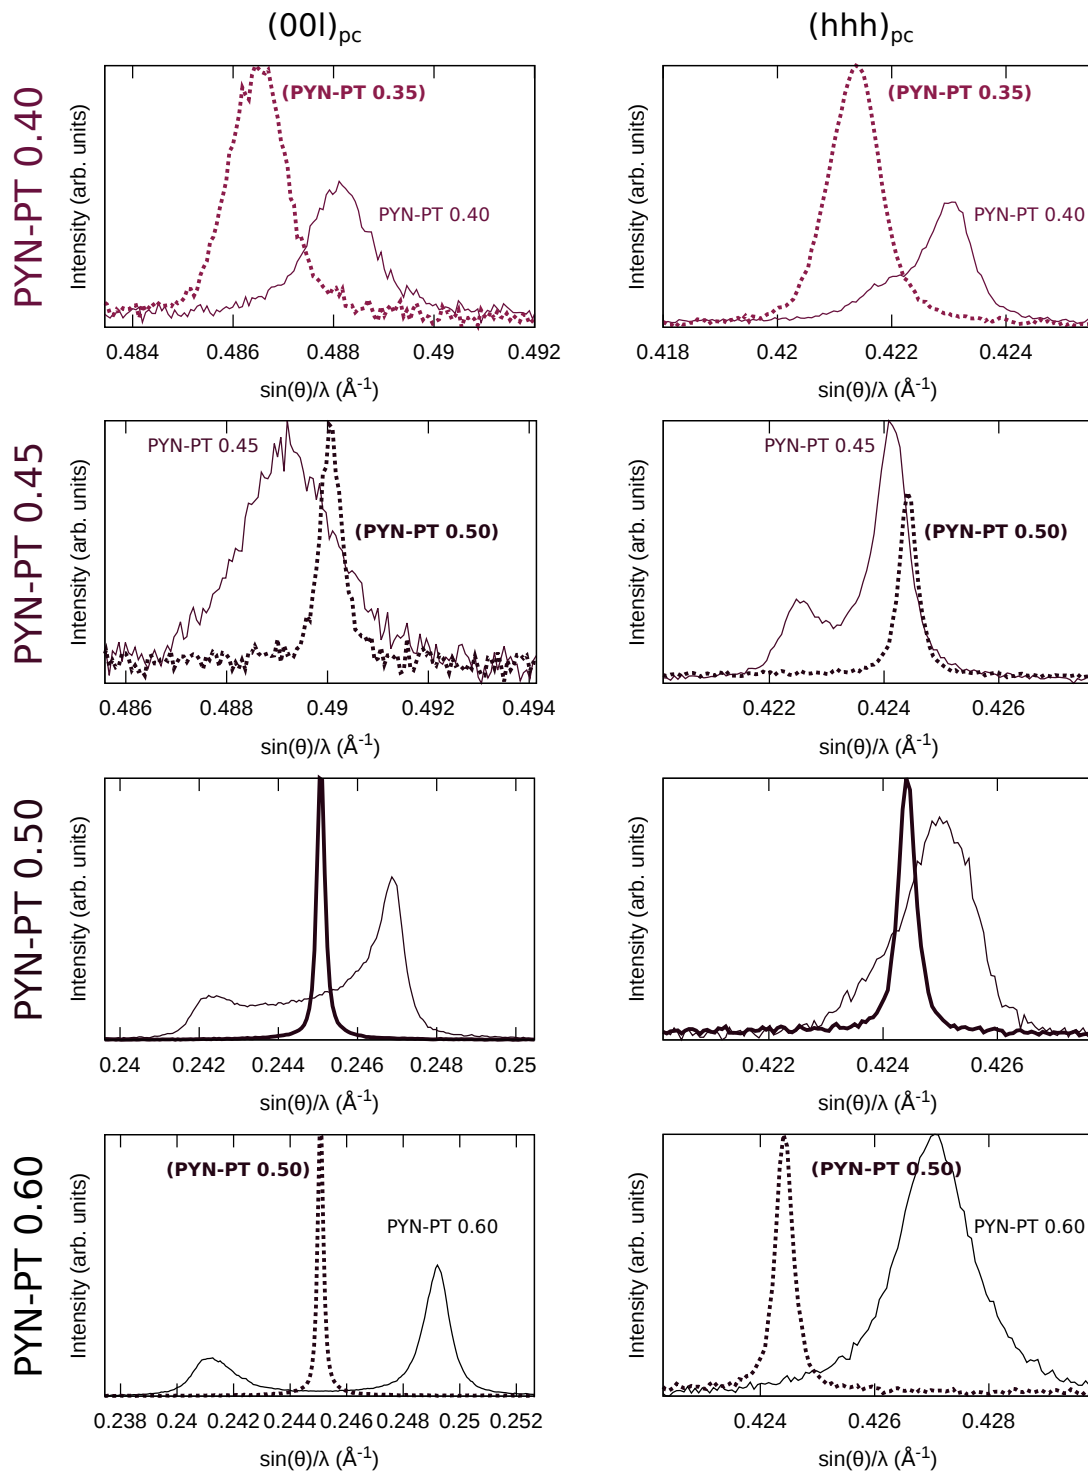 (00l)pc
(hhh)pc
PYN-PT 0.40
Intensity (arb. units)
(PYN-PT 0.35)
PYN-PT 0.40
0.484 0.486 0.488 0.49 0.492
sin(θ)/λ (Å-1)
Intensity (arb. units)
(PYN-PT 0.35)
PYN-PT 0.40
0.418 0.42 0.422 0.424
sin(θ)/λ (Å-1)
PYN-PT 0.45
Intensity (arb. units)
PYN-PT 0.45
(PYN-PT 0.50)
0.486 0.488 0.49 0.492 0.494
sin(θ)/λ (Å-1)
Intensity (arb. units)
PYN-PT 0.45
(PYN-PT 0.50)
0.422 0.424 0.426
sin(θ)/λ (Å-1)
PYN-PT 0.50
Intensity (arb. units)
0.24 0.242 0.244 0.246 0.248 0.25
sin(θ)/λ (Å-1)
Intensity (arb. units)
0.422 0.424 0.426
sin(θ)/λ (Å-1)
PYN-PT 0.60
Intensity (arb. units)
(PYN-PT 0.50)
PYN-PT 0.60
0.238 0.24 0.242 0.244 0.246 0.248 0.25 0.252
sin(θ)/λ (Å-1)
Intensity (arb. units)
(PYN-PT 0.50)
PYN-PT 0.60
0.424 0.426 0.428
sin(θ)/λ (Å-1)